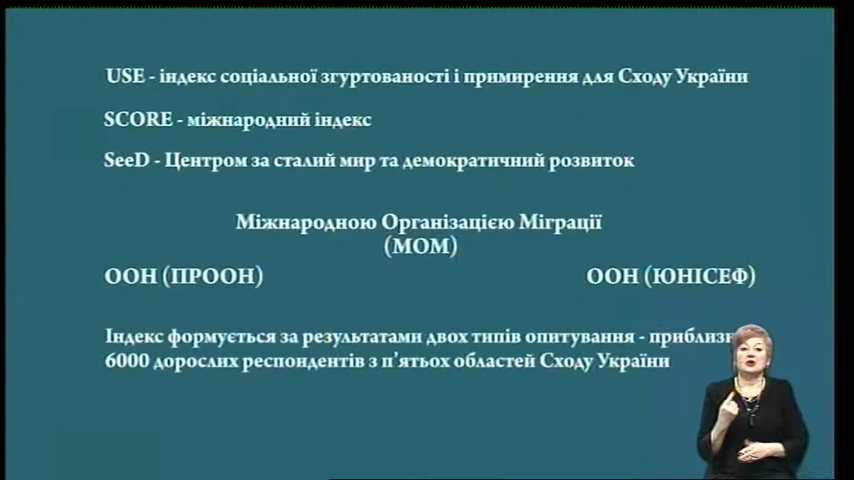 USE - індекс соціальної згуртованості і примирення для Сходу України
SCORE - міжнародний індекс
SeeD - Центром за сталий мир та демократичний розвиток
Міжнародною Організацією Міграції
(МОМ)
ООН (ПРООН)
ООН (ЮНІСЕФ)
Індекс формується за результатами двох типів опитування -
6000 дорослих респондентів з п'ятьох областей Сходу України